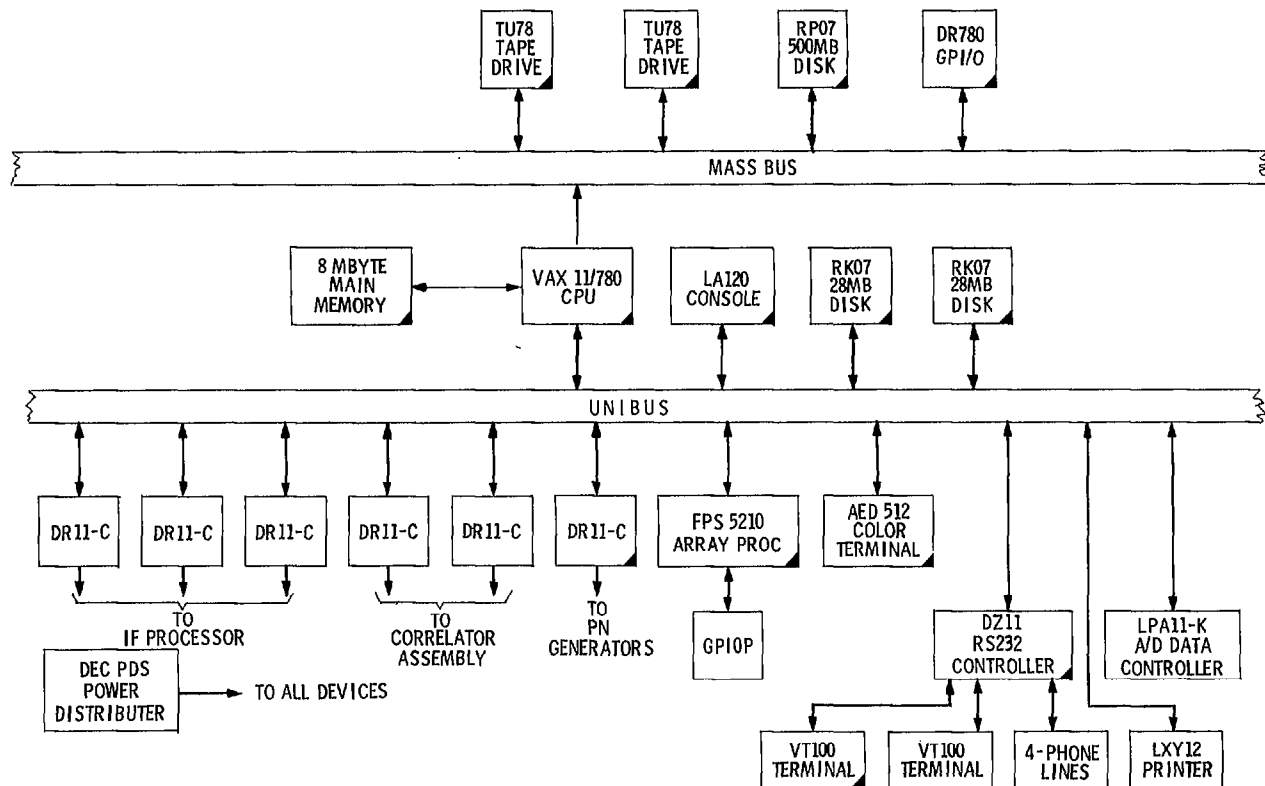 TU78
TAPE
DRIVE
TU78
TAPE
DRIVE
RP07
500MB
DISK
DR780
GPI/O
MASS BUS
8 MBYTE
MAIN
MEMORY
VAX 11/780
CPU
LA120
CONSOLE
RK07
28MB
DISK
RK07
28MB
DISK
UNIBUS
DR11-C
DR11-C
DR11-C
DR11-C
DR11-C
DR11-C
FPS 5210
ARRAY PROC
AED 512
COLOR
TERMINAL
TO
IF PROCESSOR
TO
CORRELATOR
ASSEMBLY
TO
PN
GENERATORS
GPIOP
DZ11
RS232
CONTROLLER
LPA11-K
A/D DATA
CONTROLLER
DEC PDS
POWER
DISTRIBUTER
TO ALL DEVICES
VT100
TERMINAL
VT100
TERMINAL
4-PHONE
LINES
LXY12
PRINTER